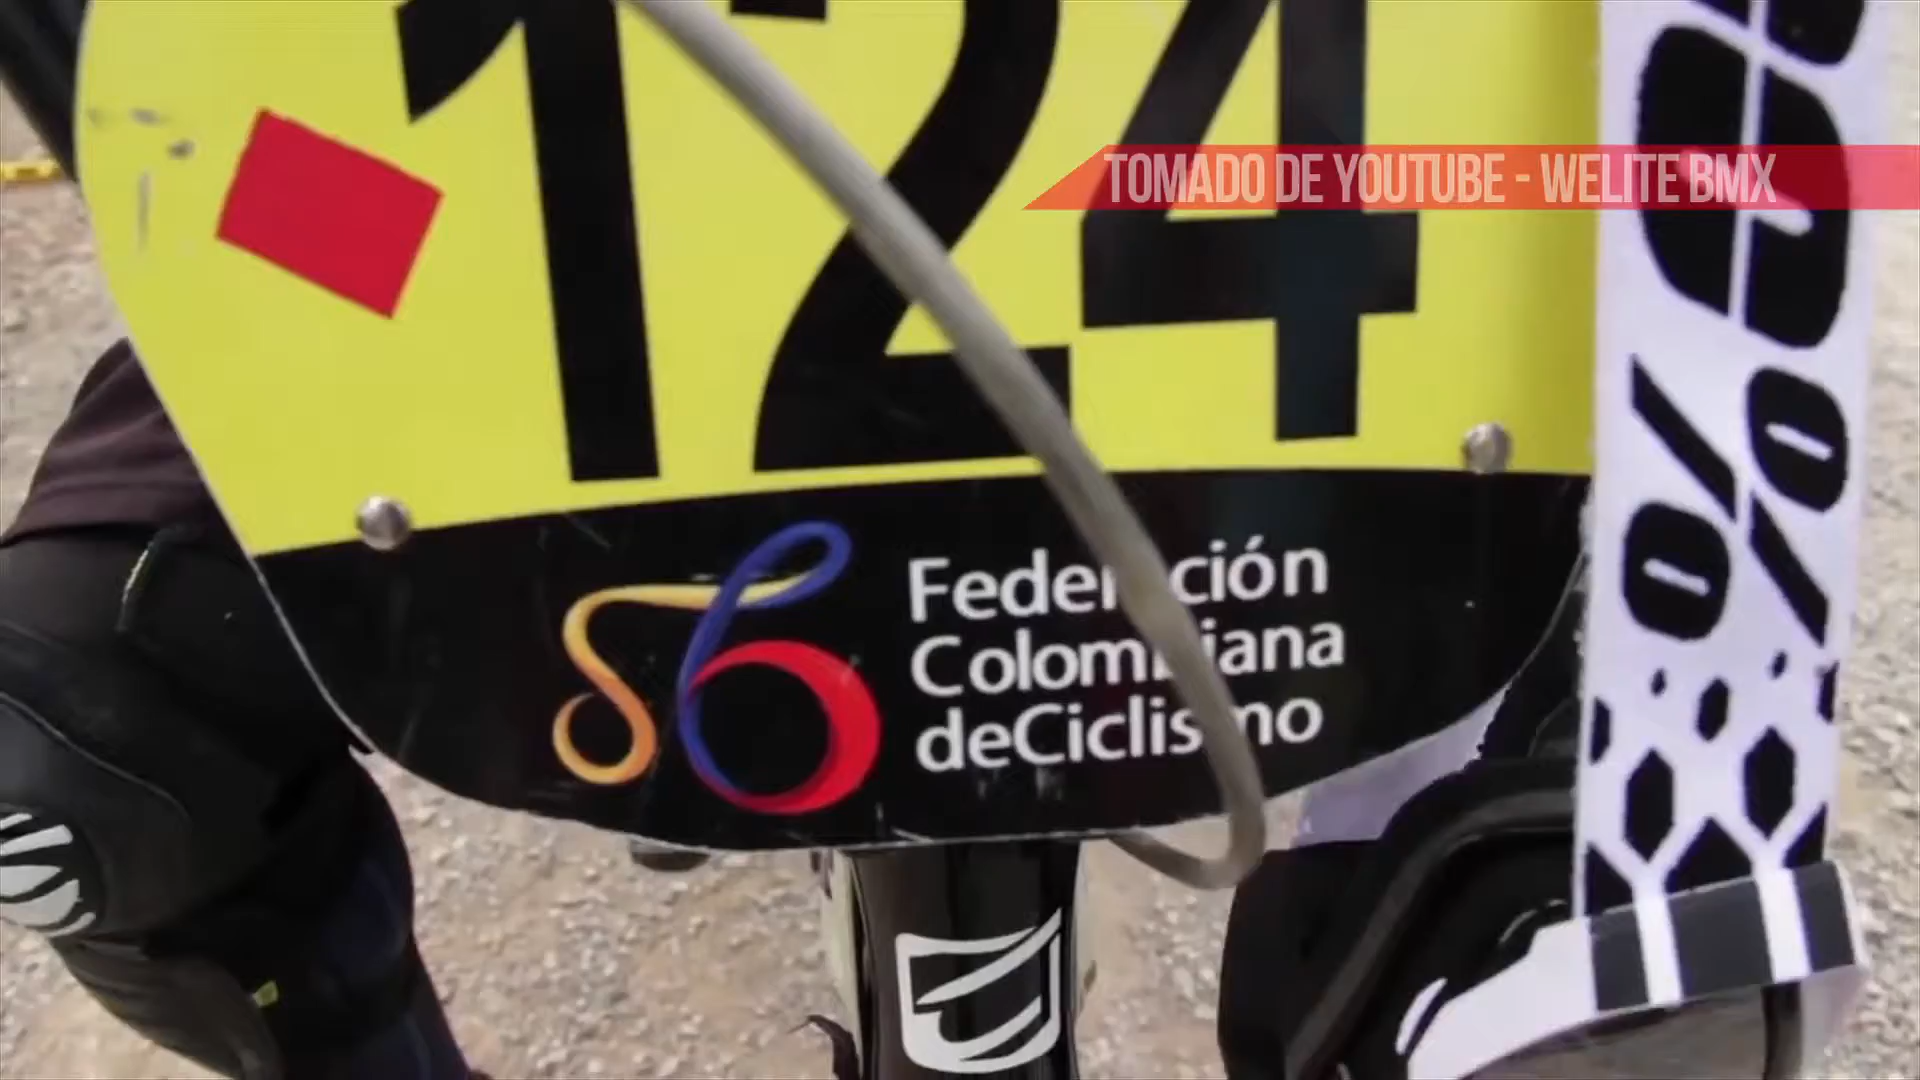 124
TOMADO DE YOUTUBE - WELITE BMX
Federación
Colombiana
deCiclismo